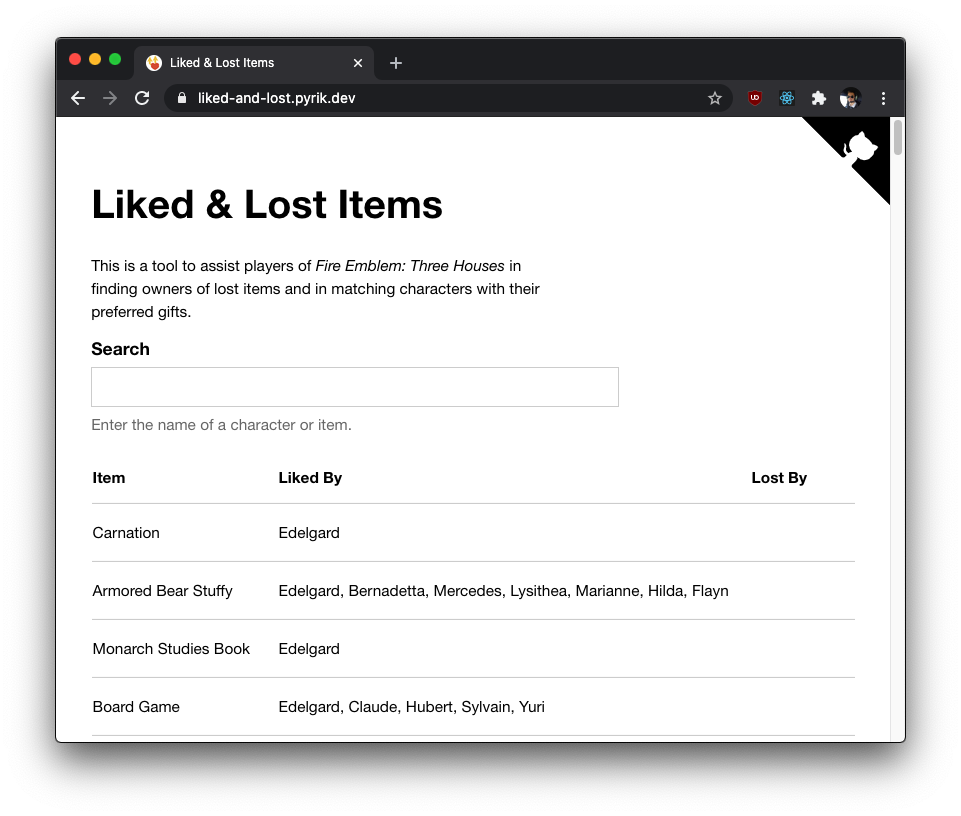 Liked & Lost Items
liked-and-lost.pyrik.dev
Liked & Lost Items
This is a tool to assist players of Fire Emblem: Three Houses in
finding owners of lost items and in matching characters with their
preferred gifts.
Search
Enter the name of a character or item.
Item Liked By Lost By
Carnation Edelgard
Armored Bear Stuffy Edelgard, Bernadetta, Mercedes, Lysithea, Marianne, Hilda, Flayn
Monarch Studies Book Edelgard
Board Game Edelgard, Claude, Hubert, Sylvain, Yuri